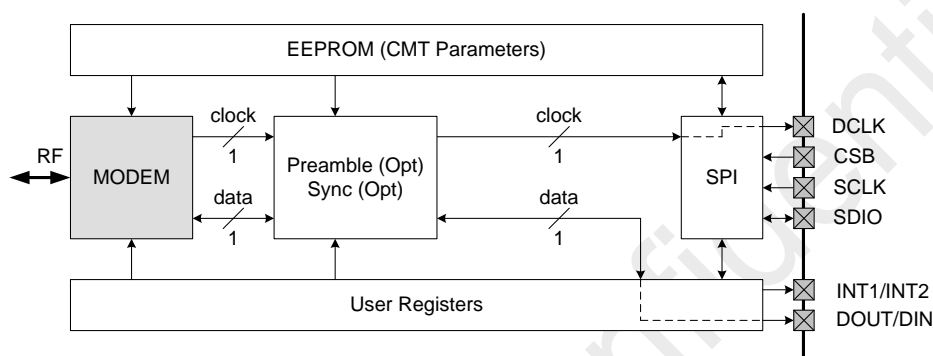 EEPROM (CMT Parameters)
RF
MODEM
clock
1
data
1
Preamble (Opt)
Sync (Opt)
clock
1
data
1
SPI
DCLK
CSB
SCLK
SDIO
User Registers
INT1/INT2
DOUT/DIN